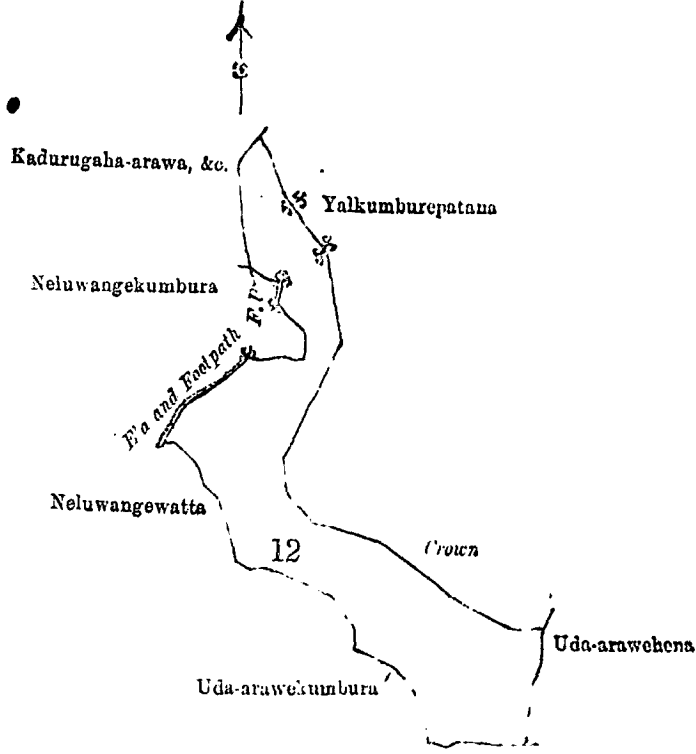 Kadurugaha-arawa, &c.
Yalkumburepatana
Neluwangekumbura
F.P.
E'a and Footpath
Neluwangewatta
12
Crown
Uda-arawehena
Uda-arawekumbura